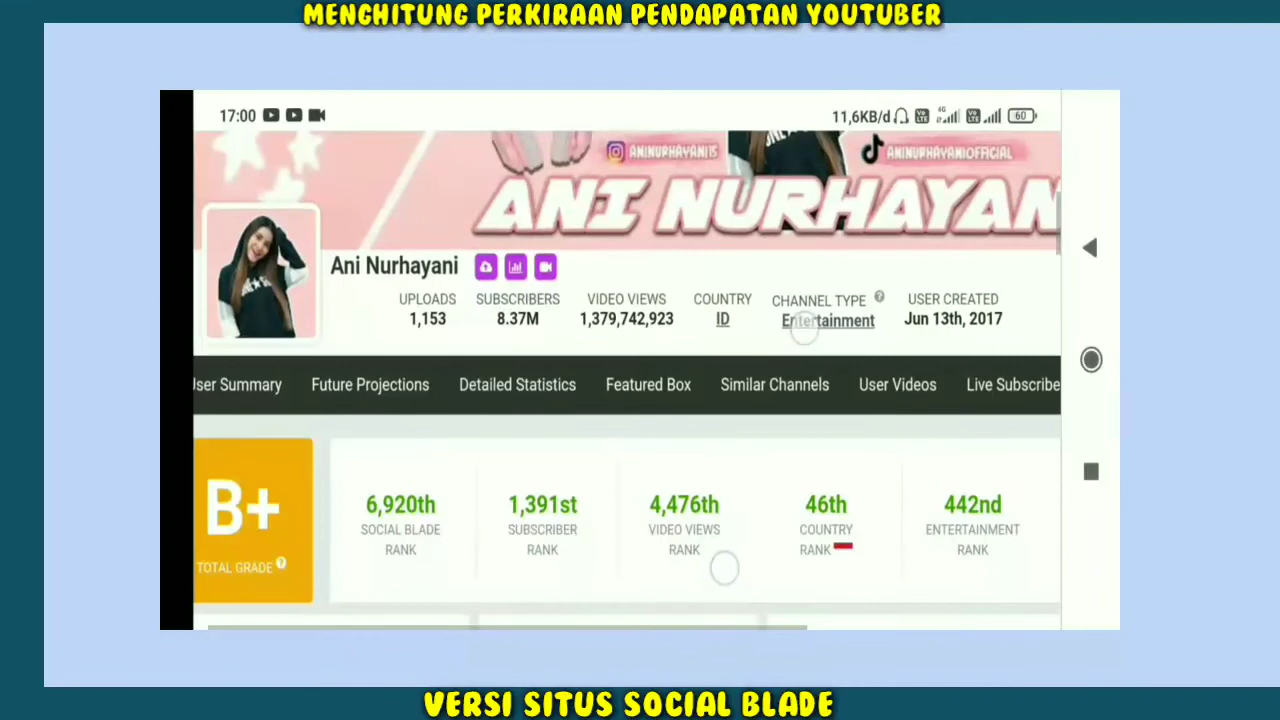 MENGHITUNG PERKIRAAN PENDAPATAN YOUTUBER
17:00
11,6KB/d 4G 60
ANINURHAYANI15
ANINURHAYANIOFFICIAL
ANI NURHAYAN
Ani Nurhayani
UPLOADS SUBSCRIBERS VIDEO VIEWS COUNTRY CHANNEL TYPE USER CREATED
1,153 8.37M 1,379,742,923 ID Entertainment Jun 13th, 2017
User Summary Future Projections Detailed Statistics Featured Box Similar Channels User Videos Live Subscribe
B+
TOTAL GRADE
6,920th 1,391st 4,476th 46th 442nd
SOCIAL BLADE SUBSCRIBER VIDEO VIEWS COUNTRY ENTERTAINMENT
RANK RANK RANK RANK RANK
VERSI SITUS SOCIAL BLADE